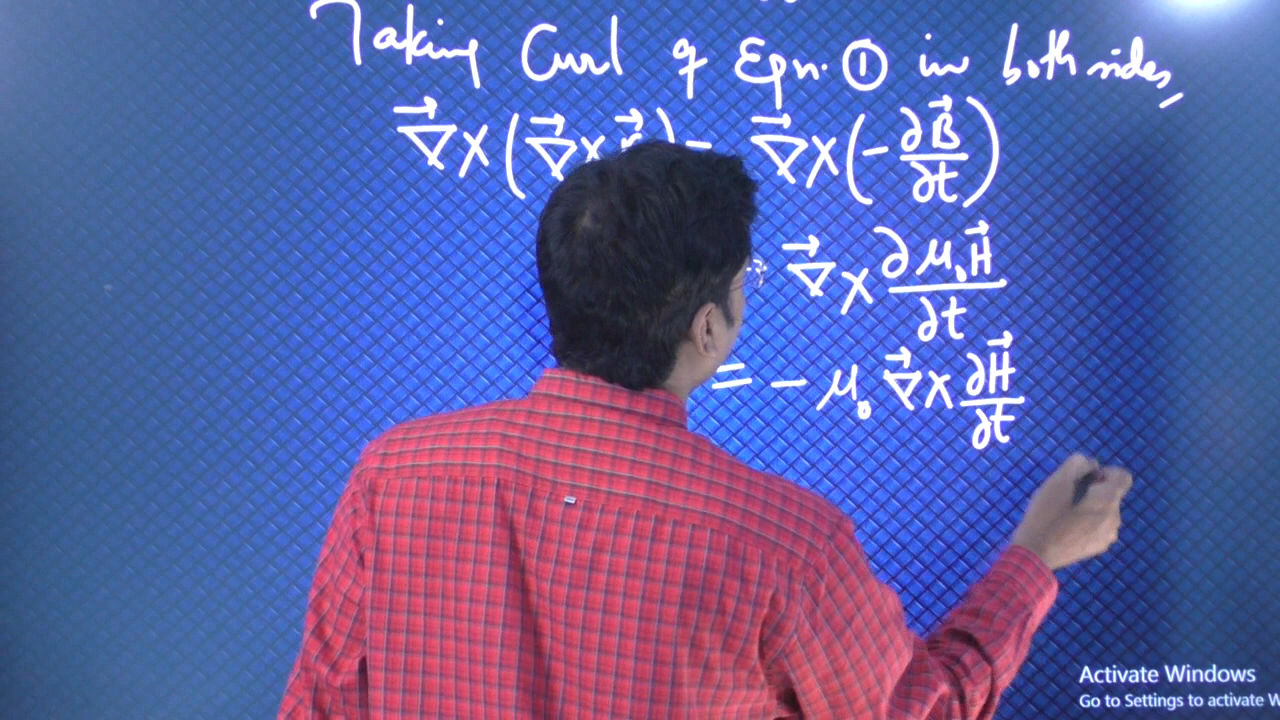 Taking Curl of Eqn. ① in both sides,
∇⃗ × (∇⃗ × = ∇⃗ × (-∂B⃗/∂t)
∇⃗ × ∂μ₀H⃗/∂t
= - μ₀ ∇⃗ × ∂H⃗/∂t
Activate Windows
Go to Settings to activate